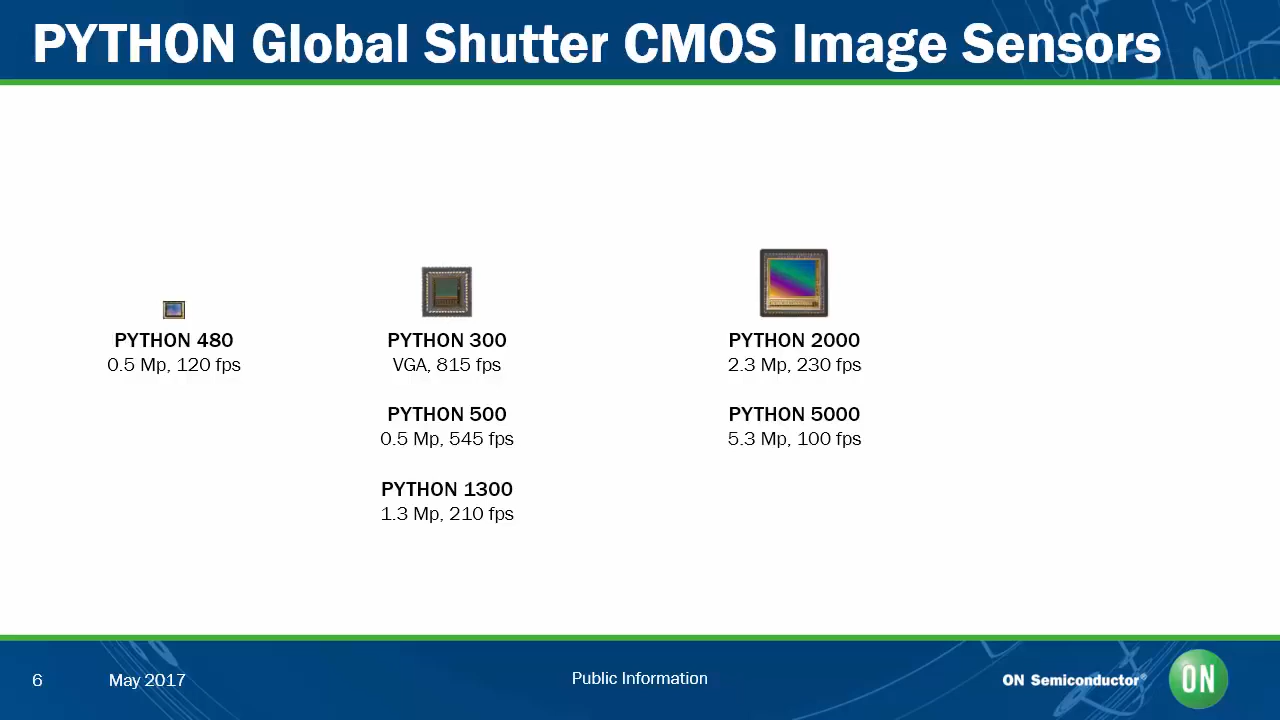 PYTHON Global Shutter CMOS Image Sensors
PYTHON 480
0.5 Mp, 120 fps
PYTHON 300
VGA, 815 fps
PYTHON 500
0.5 Mp, 545 fps
PYTHON 1300
1.3 Mp, 210 fps
PYTHON 2000
2.3 Mp, 230 fps
PYTHON 5000
5.3 Mp, 100 fps
6
May 2017
Public Information
ON Semiconductor®
ON